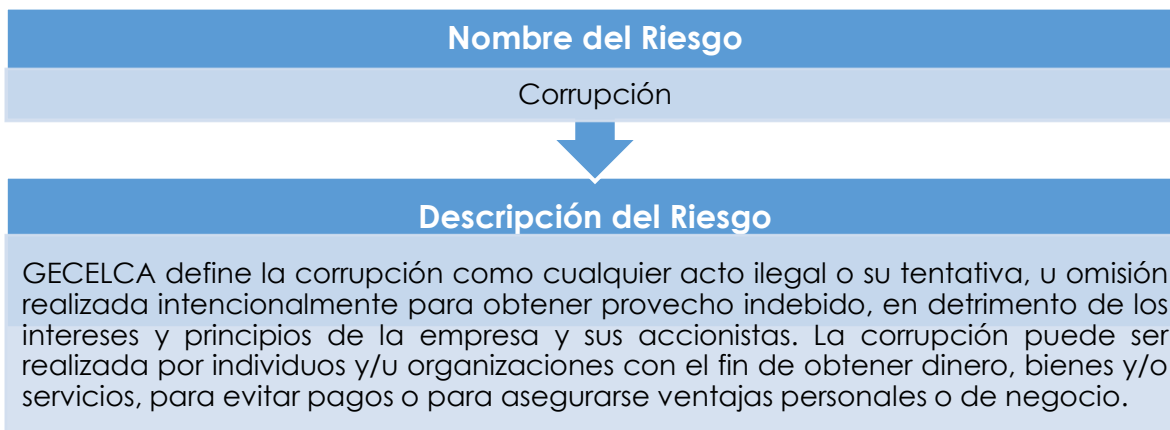 Nombre del Riesgo
Corrupción
Descripción del Riesgo
GECELCA define la corrupción como cualquier acto ilegal o su tentativa, u omisión
realizada intencionalmente para obtener provecho indebido, en detrimento de los
intereses y principios de la empresa y sus accionistas. La corrupción puede ser
realizada por individuos y/u organizaciones con el fin de obtener dinero, bienes y/o
servicios, para evitar pagos o para asegurarse ventajas personales o de negocio.